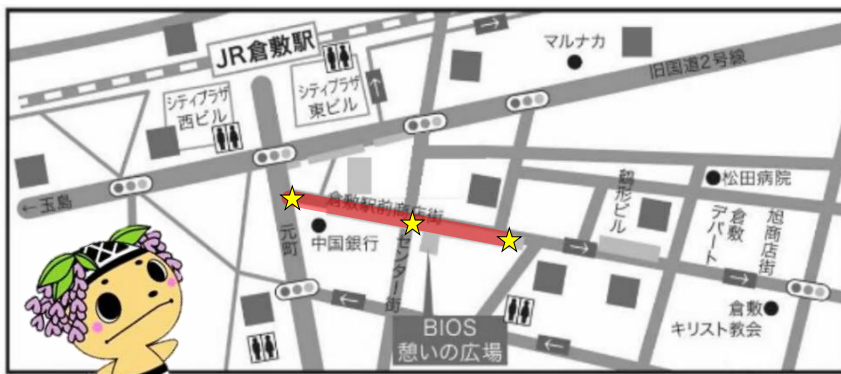 JR倉敷駅
シティプラザ
西ビル
シティプラザ
東ビル
マルナカ
旧国道2号線
←玉島
倉敷駅前商店街
中国銀行
元町
センター街
鶴形ビル
松田病院
倉敷
デパート
旭商店街
倉敷
キリスト教会
BIOS
憩いの広場